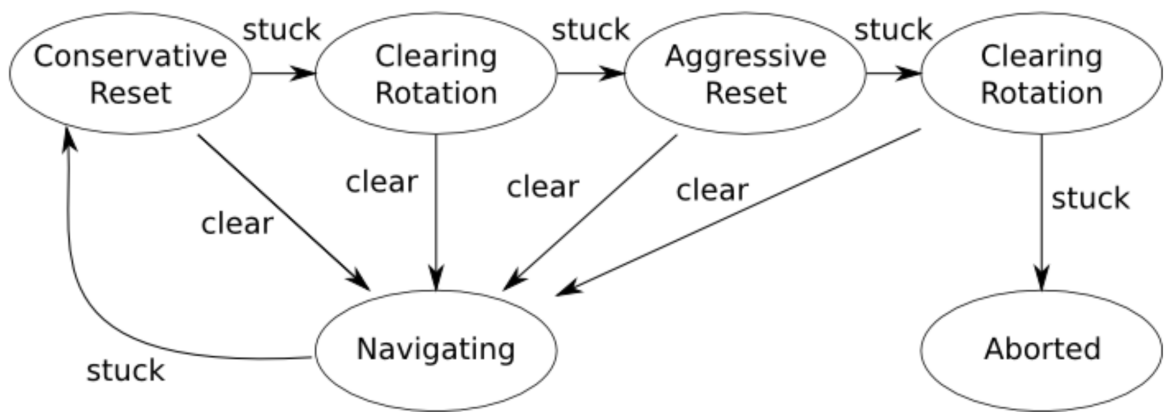 stuck
stuck
stuck
Conservative
Reset
Clearing
Rotation
Aggressive
Reset
Clearing
Rotation
clear
clear
clear
clear
stuck
Navigating
Aborted
stuck